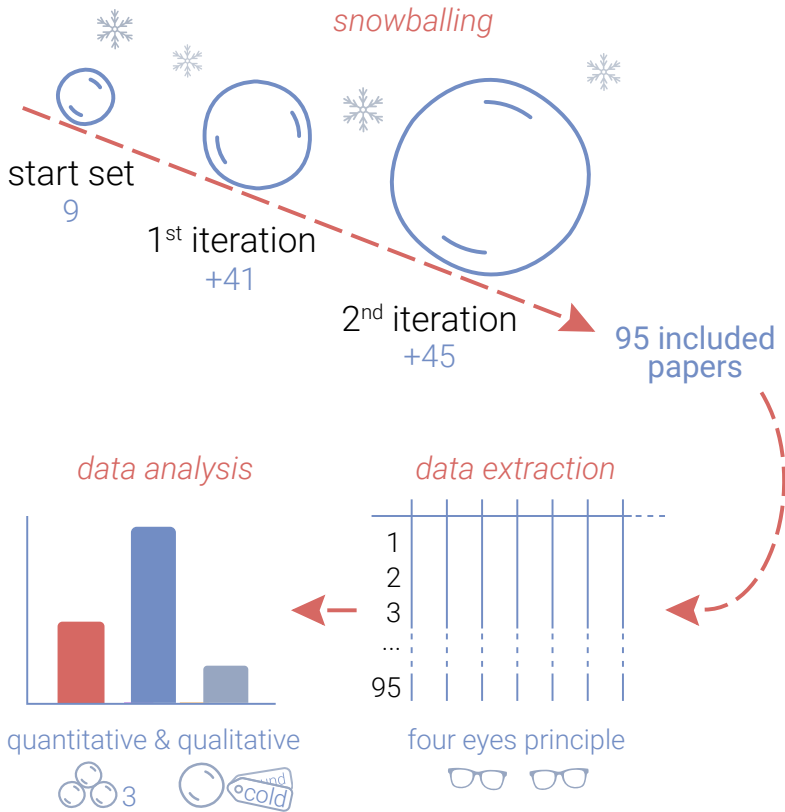 snowballing
start set
9
1st iteration
+41
2nd iteration
+45
95 included
papers
data analysis
data extraction
1
2
3
...
95
quantitative & qualitative
four eyes principle
3
cold